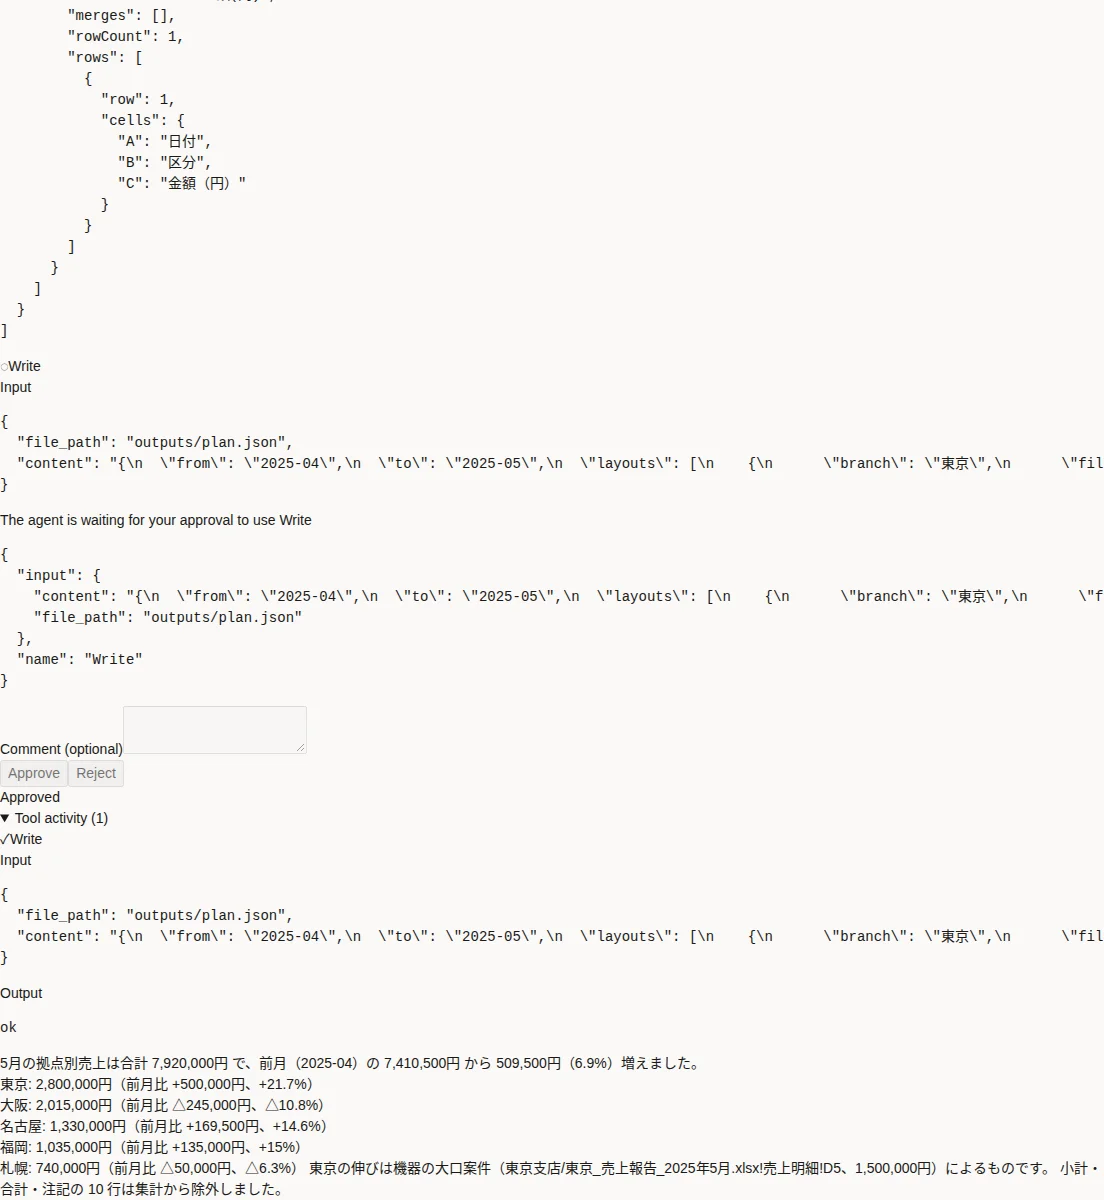 "merges": [],
"rowCount": 1,
"rows": [
{
"row": 1,
"cells": {
"A": "日付",
"B": "区分",
"C": "金額（円）"
}
}
]
}
]
}
]
○Write
Input
{
"file_path": "outputs/plan.json",
"content": "{\n  \"from\": \"2025-04\",\n  \"to\": \"2025-05\",\n  \"layouts\": [\n    {\n      \"branch\": \"東京\",\n      \"fil
}
The agent is waiting for your approval to use Write
{
"input": {
"content": "{\n  \"from\": \"2025-04\",\n  \"to\": \"2025-05\",\n  \"layouts\": [\n    {\n      \"branch\": \"東京\",\n      \"f
"file_path": "outputs/plan.json"
},
"name": "Write"
}
Comment (optional)
Approve Reject
Approved
▼ Tool activity (1)
✓Write
Input
{
"file_path": "outputs/plan.json",
"content": "{\n  \"from\": \"2025-04\",\n  \"to\": \"2025-05\",\n  \"layouts\": [\n    {\n      \"branch\": \"東京\",\n      \"fil
}
Output
ok
5月の拠点別売上は合計 7,920,000円 で、前月（2025-04）の 7,410,500円 から 509,500円（6.9%）増えました。
東京: 2,800,000円（前月比 +500,000円、+21.7%）
大阪: 2,015,000円（前月比 △245,000円、△10.8%）
名古屋: 1,330,000円（前月比 +169,500円、+14.6%）
福岡: 1,035,000円（前月比 +135,000円、+15%）
札幌: 740,000円（前月比 △50,000円、△6.3%） 東京の伸びは機器の大口案件（東京支店/東京_売上報告_2025年5月.xlsx!売上明細!D5、1,500,000円）によるものです。 小計・
合計・注記の 10 行は集計から除外しました。